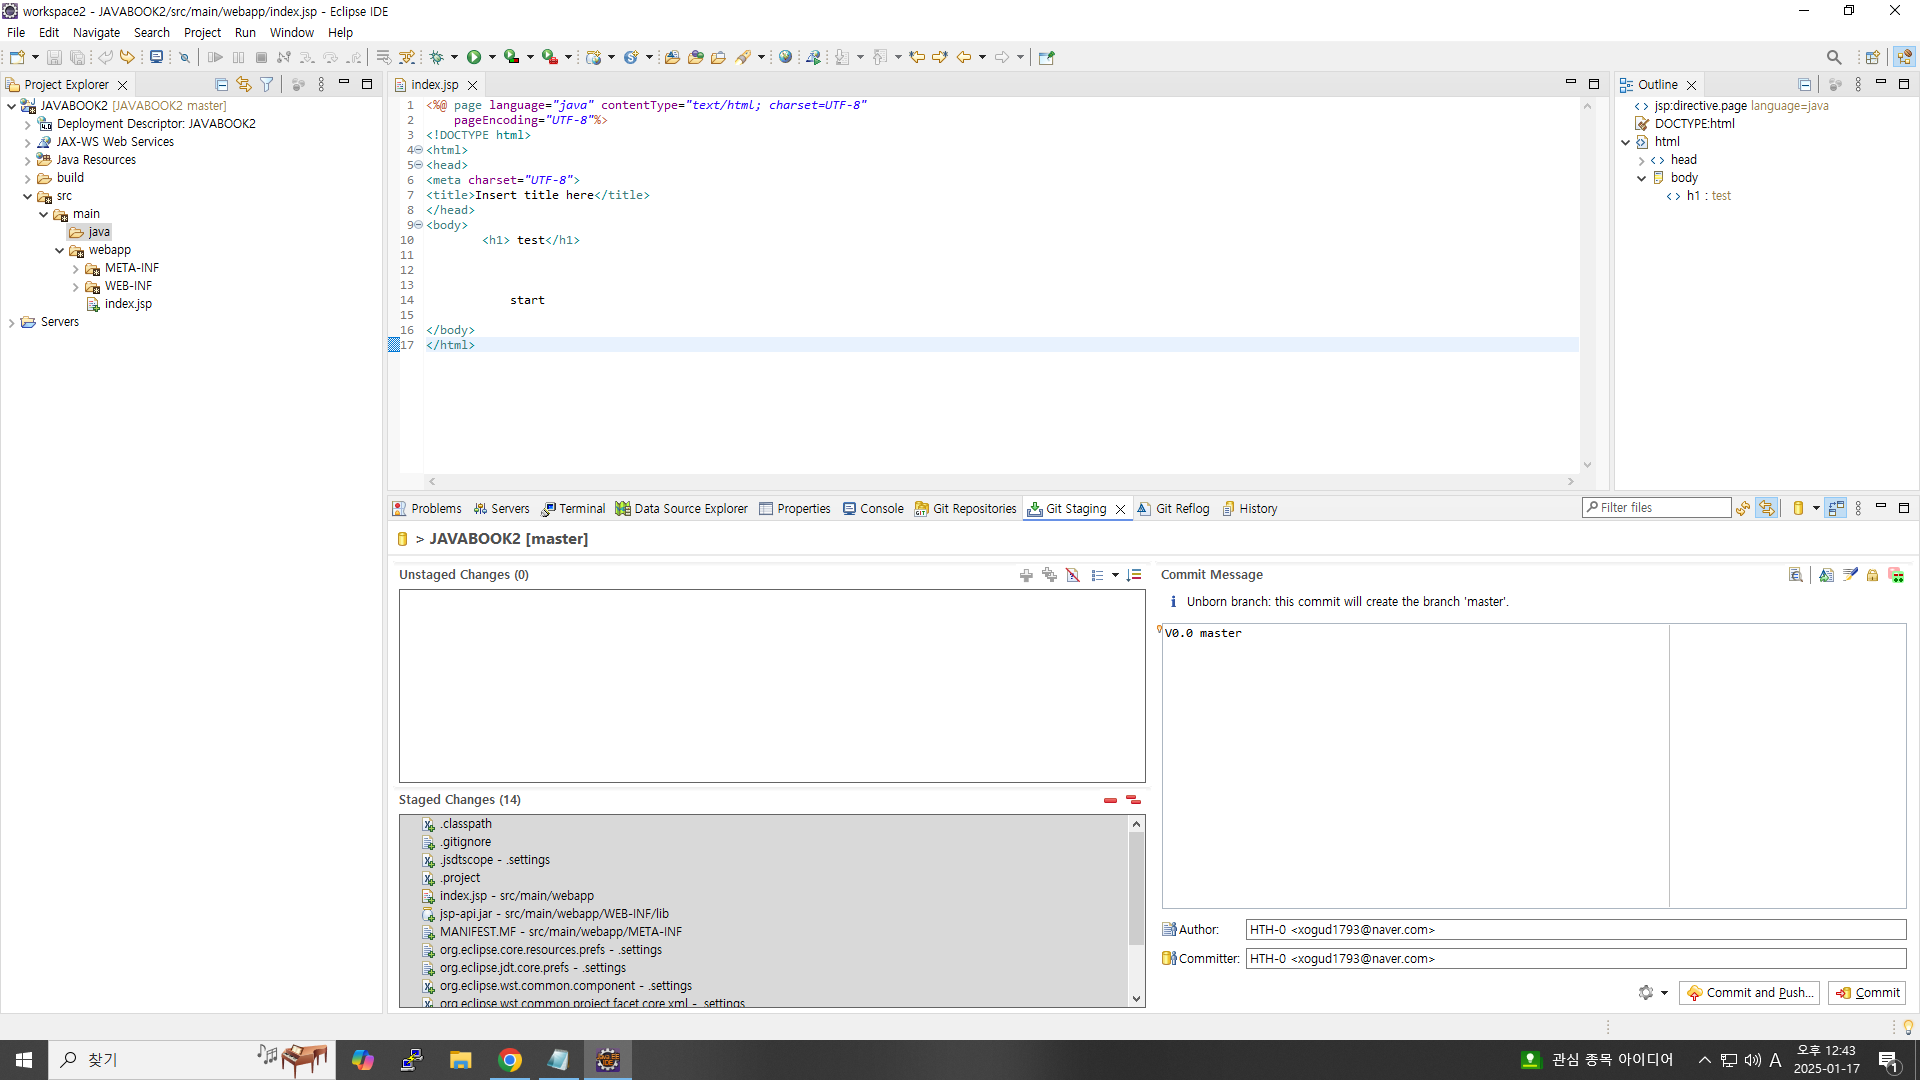 workspace2 - JAVABOOK2/src/main/webapp/index.jsp - Eclipse IDE
File Edit Navigate Search Project Run Window Help
Project Explorer
JAVABOOK2 [JAVABOOK2 master]
Deployment Descriptor: JAVABOOK2
JAX-WS Web Services
Java Resources
build
src
main
java
webapp
META-INF
WEB-INF
index.jsp
Servers
index.jsp
1 <%@ page language="java" contentType="text/html; charset=UTF-8"
2 pageEncoding="UTF-8"%>
3 <!DOCTYPE html>
4 <html>
5 <head>
6 <meta charset="UTF-8">
7 <title>Insert title here</title>
8 </head>
9 <body>
10 <h1> test</h1>
11
12
13
14 start
15
16 </body>
17 </html>
Outline
jsp:directive.page language=java
DOCTYPE:html
html
head
body
h1 : test
Problems Servers Terminal Data Source Explorer Properties Console Git Repositories Git Staging Git Reflog History
Filter files
> JAVABOOK2 [master]
Unstaged Changes (0)
Staged Changes (14)
.classpath
.gitignore
.jsdtscope - .settings
.project
index.jsp - src/main/webapp
jsp-api.jar - src/main/webapp/WEB-INF/lib
MANIFEST.MF - src/main/webapp/META-INF
org.eclipse.core.resources.prefs - .settings
org.eclipse.jdt.core.prefs - .settings
org.eclipse.wst.common.component - .settings
org.eclipse.wst.common.project.facet.core.xml - .settings
Commit Message
Unborn branch: this commit will create the branch 'master'.
V0.0 master
Author: HTH-0 <xogud1793@naver.com>
Committer: HTH-0 <xogud1793@naver.com>
Commit and Push...
Commit
찾기
관심 종목 아이디어
A
오후 12:43
2025-01-17
1